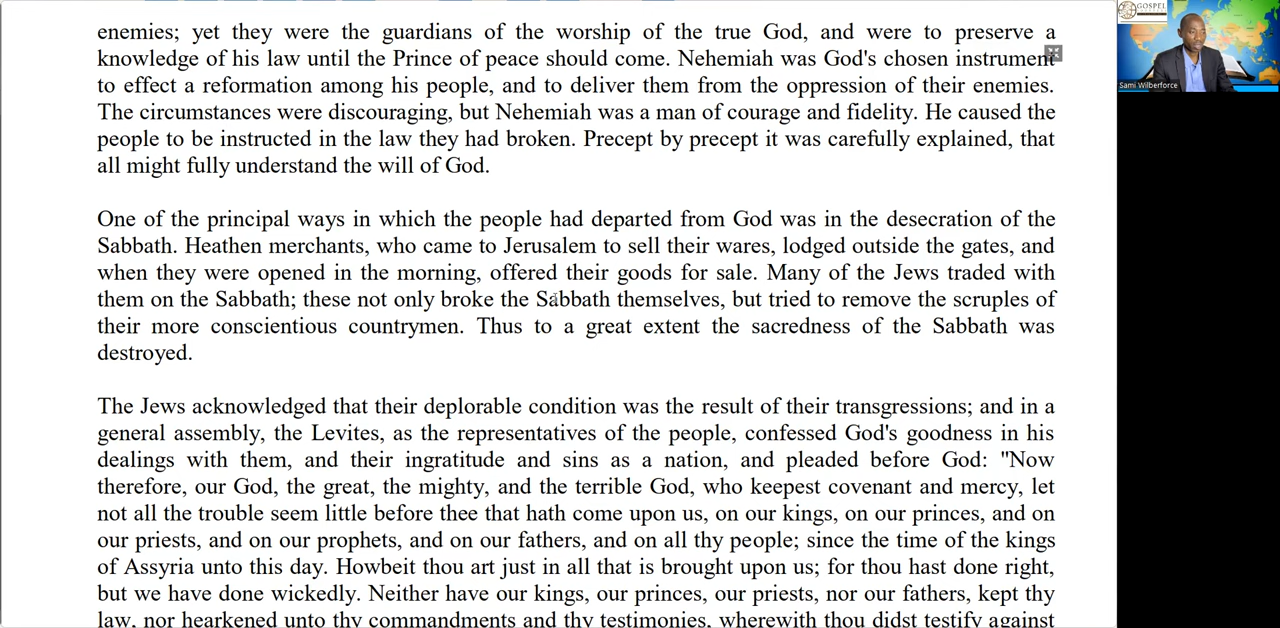 enemies; yet they were the guardians of the worship of the true God, and were to preserve a
knowledge of his law until the Prince of peace should come. Nehemiah was God's chosen instrument
to effect a reformation among his people, and to deliver them from the oppression of their enemies.
The circumstances were discouraging, but Nehemiah was a man of courage and fidelity. He caused the
people to be instructed in the law they had broken. Precept by precept it was carefully explained, that
all might fully understand the will of God.
One of the principal ways in which the people had departed from God was in the desecration of the
Sabbath. Heathen merchants, who came to Jerusalem to sell their wares, lodged outside the gates, and
when they were opened in the morning, offered their goods for sale. Many of the Jews traded with
them on the Sabbath; these not only broke the Sabbath themselves, but tried to remove the scruples of
their more conscientious countrymen. Thus to a great extent the sacredness of the Sabbath was
destroyed.
The Jews acknowledged that their deplorable condition was the result of their transgressions; and in a
general assembly, the Levites, as the representatives of the people, confessed God's goodness in his
dealings with them, and their ingratitude and sins as a nation, and pleaded before God: "Now
therefore, our God, the great, the mighty, and the terrible God, who keepest covenant and mercy, let
not all the trouble seem little before thee that hath come upon us, on our kings, on our princes, and on
our priests, and on our prophets, and on our fathers, and on all thy people; since the time of the kings
of Assyria unto this day. Howbeit thou art just in all that is brought upon us; for thou hast done right,
but we have done wickedly. Neither have our kings, our princes, our priests, nor our fathers, kept thy
law, nor hearkened unto thy commandments and thy testimonies, wherewith thou didst testify against
GOSPEL
Sami Wilberforce